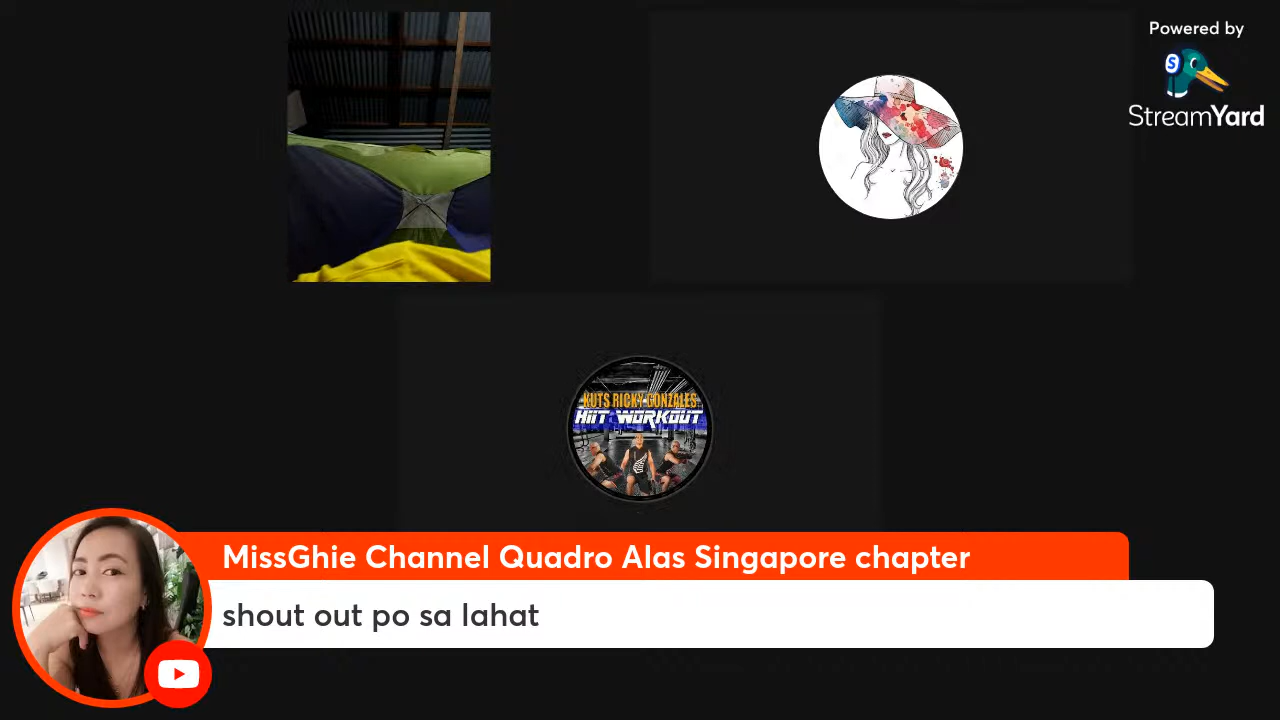 Powered by
S
StreamYard
KUTS RICKY GONZALES
HIIT WORKOUT
MissGhie Channel Quadro Alas Singapore chapter
shout out po sa lahat